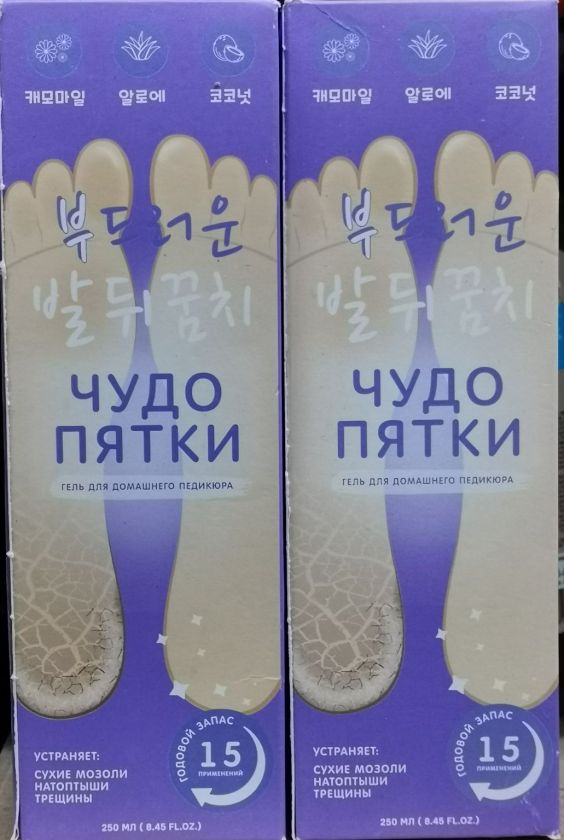 캐모마일 알로에 코코넛
부드러운
발뒤꿈치
ЧУДО
ПЯТКИ
ГЕЛЬ ДЛЯ ДОМАШНЕГО ПЕДИКЮРА
УСТРАНЯЕТ:
СУХИЕ МОЗОЛИ
НАТОПТЫШИ
ТРЕЩИНЫ
ГОДОВОЙ ЗАПАС
15
ПРИМЕНЕНИЙ
250 МЛ ( 8.45 FL.OZ.)
캐모마일 알로에 코코넛
부드러운
발뒤꿈치
ЧУДО
ПЯТКИ
ГЕЛЬ ДЛЯ ДОМАШНЕГО ПЕДИКЮРА
УСТРАНЯЕТ:
СУХИЕ МОЗОЛИ
НАТОПТЫШИ
ТРЕЩИНЫ
ГОДОВОЙ ЗАПАС
15
ПРИМЕНЕНИЙ
250 МЛ ( 8.45 FL.OZ.)